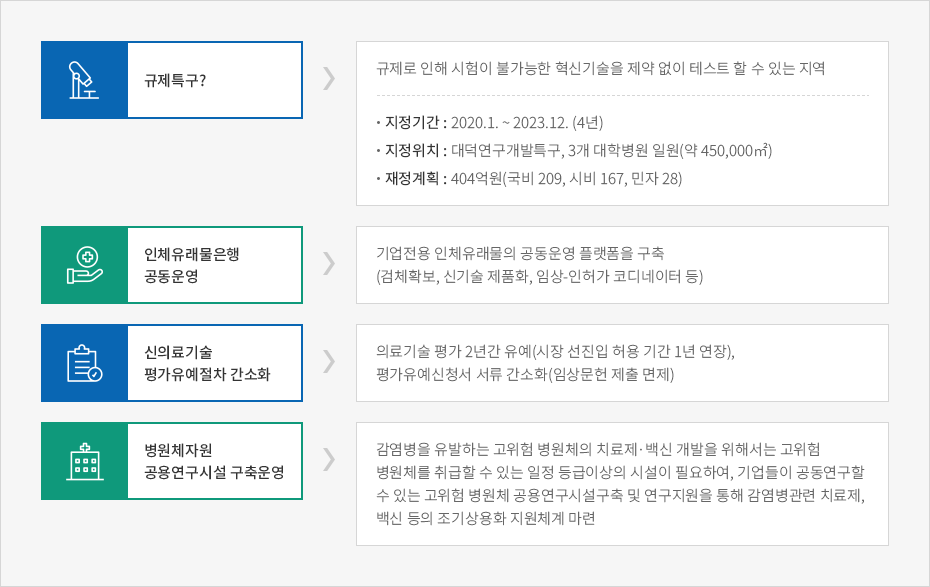 규제특구?
규제로 인해 시험이 불가능한 혁신기술을 제약 없이 테스트 할 수 있는 지역
· 지정기간 : 2020.1. ~ 2023.12. (4년)
· 지정위치 : 대덕연구개발특구, 3개 대학병원 일원(약 450,000㎡)
· 재정계획 : 404억원(국비 209, 시비 167, 민자 28)
인체유래물은행
공동운영
기업전용 인체유래물의 공동운영 플랫폼을 구축
(검체확보, 신기술 제품화, 임상-인허가 코디네이터 등)
신의료기술
평가유예절차 간소화
의료기술 평가 2년간 유예(시장 선진입 허용 기간 1년 연장),
평가유예신청서 서류 간소화(임상문헌 제출 면제)
병원체자원
공용연구시설 구축운영
감염병을 유발하는 고위험 병원체의 치료제·백신 개발을 위해서는 고위험
병원체를 취급할 수 있는 일정 등급이상의 시설이 필요하여, 기업들이 공동연구할
수 있는 고위험 병원체 공용연구시설구축 및 연구지원을 통해 감염병관련 치료제,
백신 등의 조기상용화 지원체계 마련